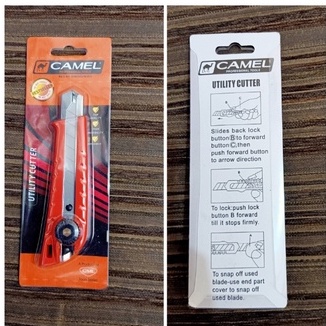 CAMEL
UTILITY CUTTER
CAMEL
PROFESSIONAL TOOLS
UTILITY CUTTER
Slides back lock
button B to forward
button C,then
push forward button
to arrow direction
To lock:push lock
button B forward
till it stops firmly.
To snap off used
blade-use end part
cover to snap off
used blade.